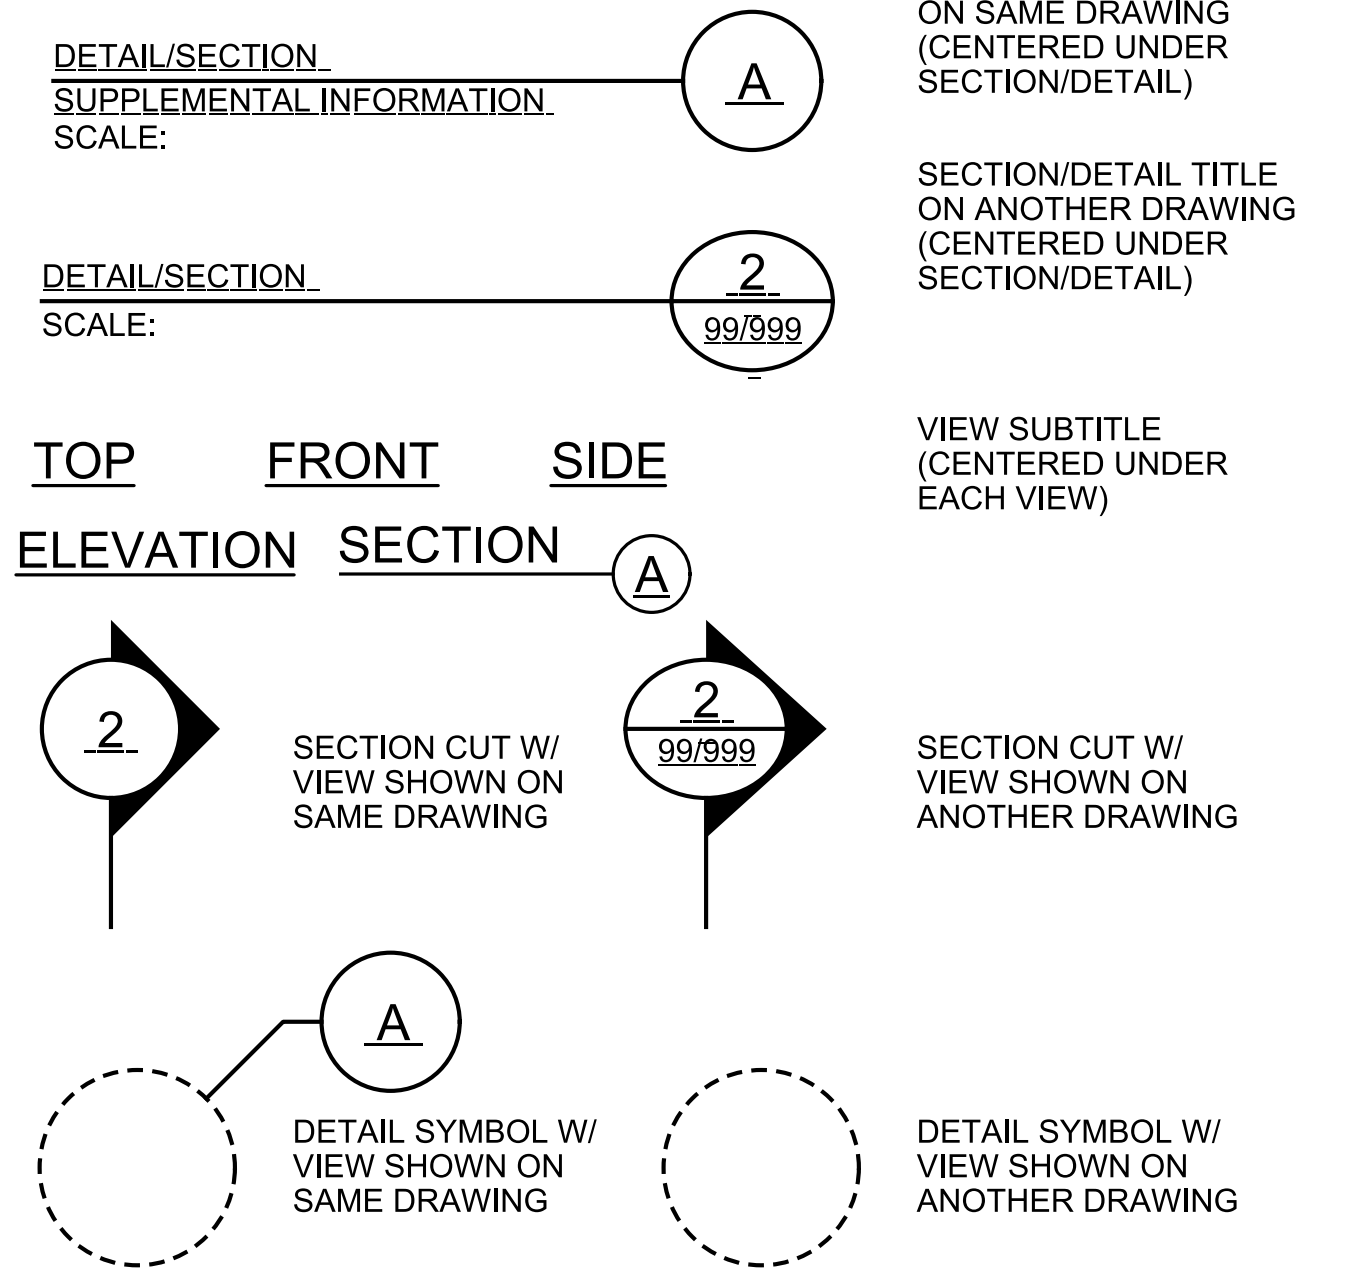 ON SAME DRAWING
(CENTERED UNDER
SECTION/DETAIL)
DETAIL/SECTION
SUPPLEMENTAL INFORMATION
SCALE:
A
SECTION/DETAIL TITLE
ON ANOTHER DRAWING
(CENTERED UNDER
SECTION/DETAIL)
DETAIL/SECTION
SCALE:
2
99/999
TOP FRONT SIDE
VIEW SUBTITLE
(CENTERED UNDER
EACH VIEW)
ELEVATION SECTION A
2
SECTION CUT W/
VIEW SHOWN ON
SAME DRAWING
2
99/999
SECTION CUT W/
VIEW SHOWN ON
ANOTHER DRAWING
A
DETAIL SYMBOL W/
VIEW SHOWN ON
SAME DRAWING
DETAIL SYMBOL W/
VIEW SHOWN ON
ANOTHER DRAWING